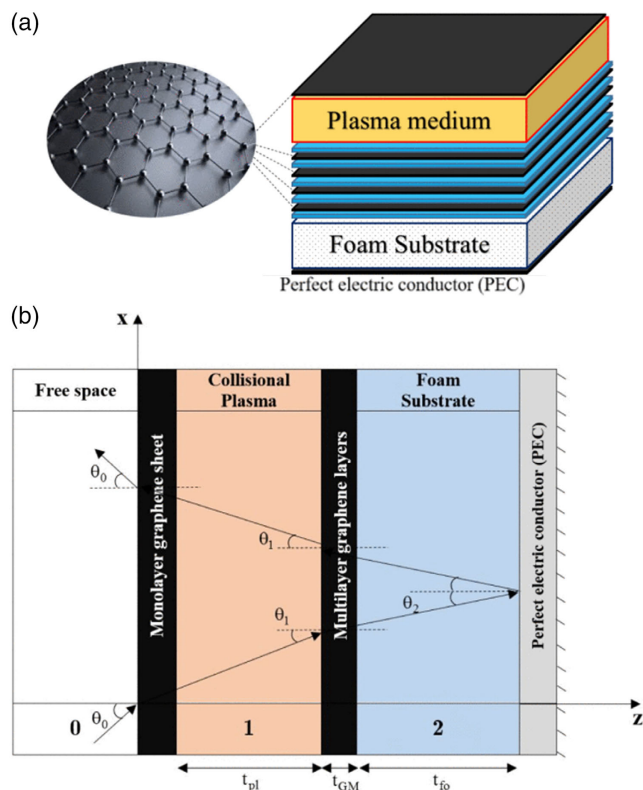 (a)
Plasma medium
Foam Substrate
Perfect electric conductor (PEC)
(b)
x
Free space
Collisional
Plasma
Foam
Substrate
Monolayer graphene sheet
Multilayer graphene layers
Perfect electric conductor (PEC)
θ0
θ1
θ1
θ2
θ0
0
1
2
z
tpl
tGM
tfo